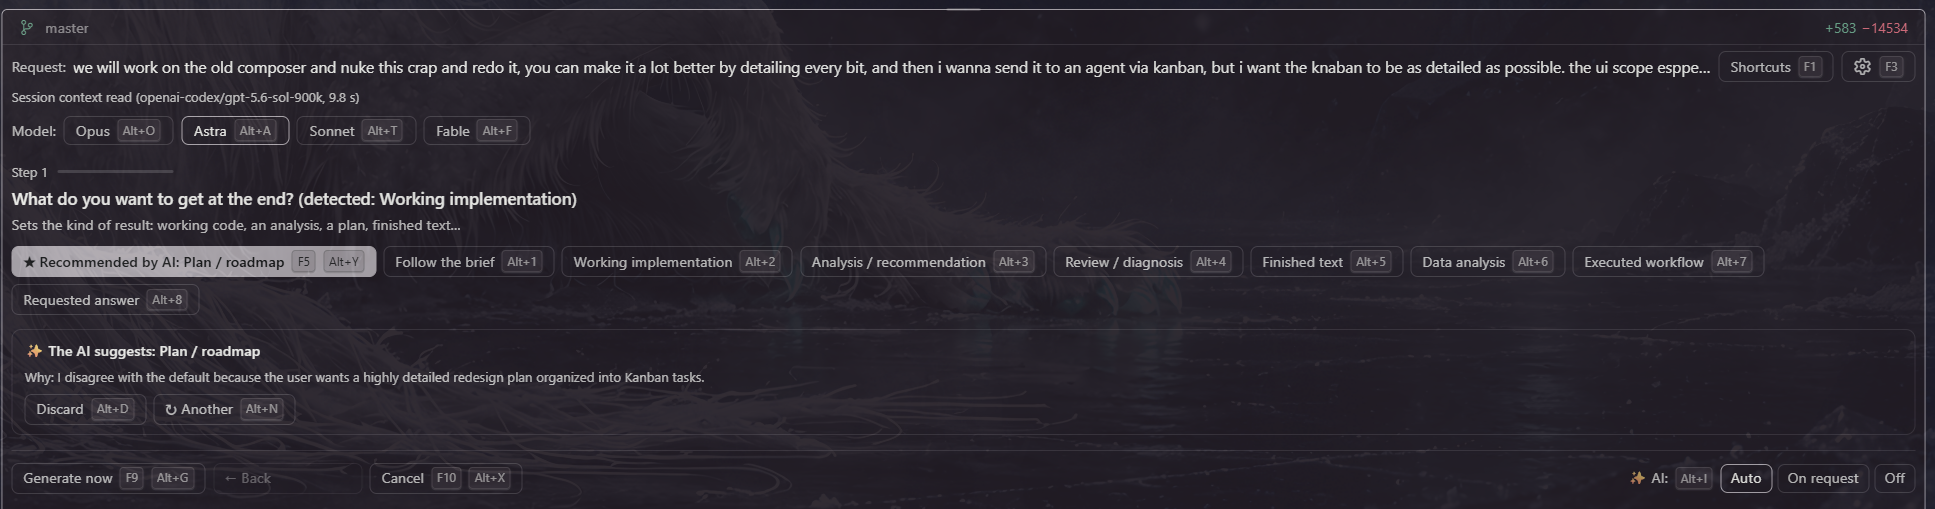 master +583 −14534
Request: we will work on the old composer and nuke this crap and redo it, you can make it a lot better by detailing every bit, and then i wanna send it to an agent via kanban, but i want the knaban to be as detailed as possible. the ui scope esppe... Shortcuts F1 F3
Session context read (openai-codex/gpt-5.6-sol-900k, 9.8 s)
Model: Opus Alt+O Astra Alt+A Sonnet Alt+T Fable Alt+F
Step 1
What do you want to get at the end? (detected: Working implementation)
Sets the kind of result: working code, an analysis, a plan, finished text...
★ Recommended by AI: Plan / roadmap F5 Alt+Y Follow the brief Alt+1 Working implementation Alt+2 Analysis / recommendation Alt+3 Review / diagnosis Alt+4 Finished text Alt+5 Data analysis Alt+6 Executed workflow Alt+7
Requested answer Alt+8
✨ The AI suggests: Plan / roadmap
Why: I disagree with the default because the user wants a highly detailed redesign plan organized into Kanban tasks.
Discard Alt+D ↻ Another Alt+N
Generate now F9 Alt+G ← Back Cancel F10 Alt+X ✨ AI: Alt+I Auto On request Off